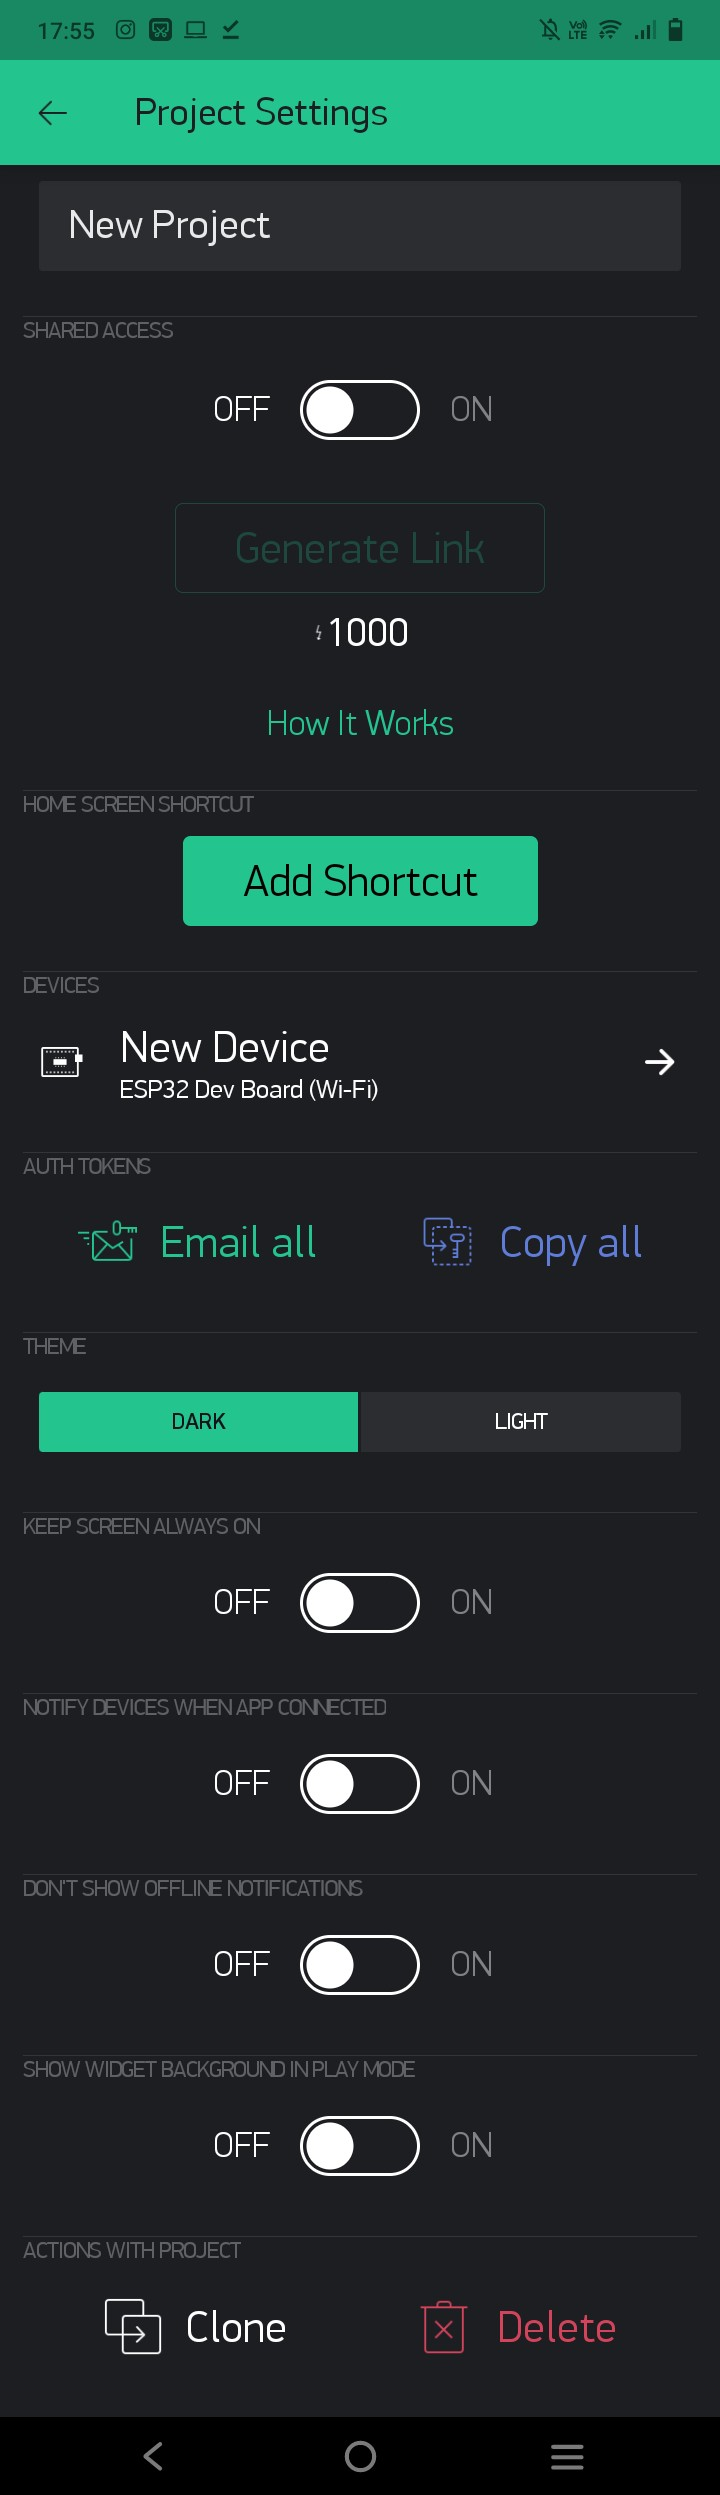 17:55
Vo) LTE
Project Settings
New Project
SHARED ACCESS
OFF ON
Generate Link
1000
How It Works
HOME SCREEN SHORTCUT
Add Shortcut
DEVICES
New Device
ESP32 Dev Board (Wi-Fi)
AUTH TOKENS
Email all Copy all
THEME
DARK LIGHT
KEEP SCREEN ALWAYS ON
OFF ON
NOTIFY DEVICES WHEN APP CONNECTED
OFF ON
DON'T SHOW OFFLINE NOTIFICATIONS
OFF ON
SHOW WIDGET BACKGROUND IN PLAY MODE
OFF ON
ACTIONS WITH PROJECT
Clone Delete